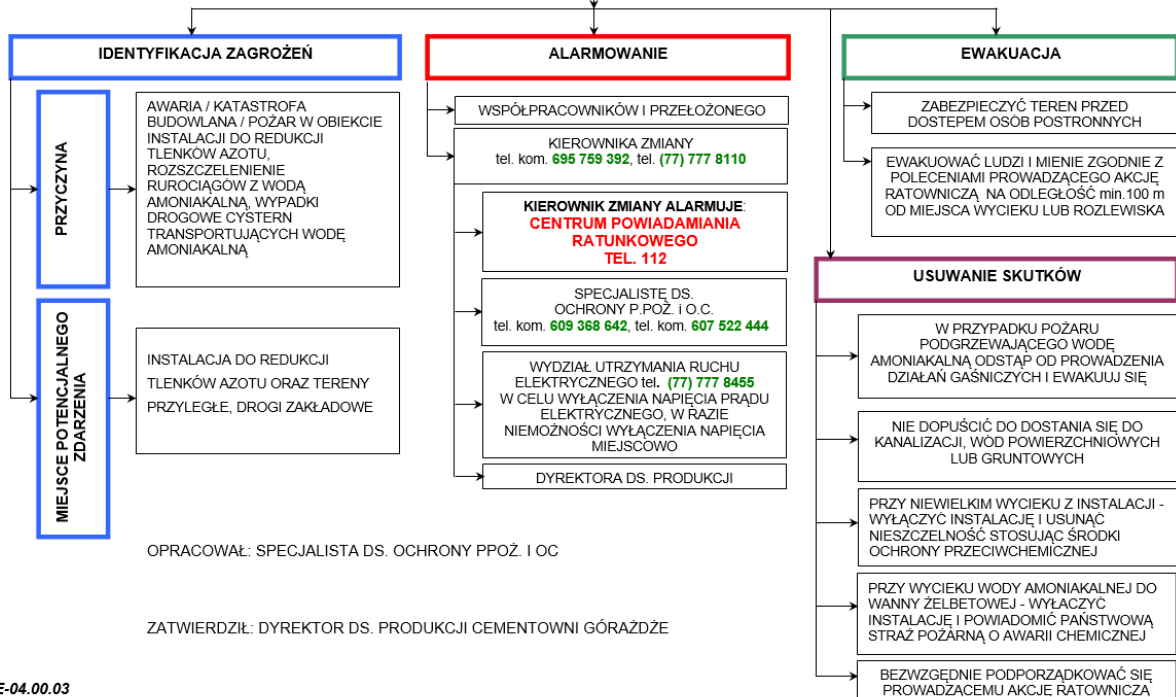 IDENTYFIKACJA ZAGROŻEŃ
PRZYCZYNA
AWARIA / KATASTROFA
BUDOWLANA / POŻAR W OBIEKCIE
INSTALACJI DO REDUKCJI
TLENKÓW AZOTU,
ROZSZCZELENIENIE
RUROCIĄGÓW Z WODĄ
AMONIAKALNĄ, WYPADKI
DROGOWE CYSTERN
TRANSPORTUJĄCYCH WODĘ
AMONIAKALNĄ
MIEJSCE POTENCJALNEGO
ZDARZENIA
INSTALACJA DO REDUKCJI
TLENKÓW AZOTU ORAZ TERENY
PRZYLEGŁE, DROGI ZAKŁADOWE
ALARMOWANIE
WSPÓŁPRACOWNIKÓW I PRZEŁOŻONEGO
KIEROWNIKA ZMIANY
tel. kom. 695 759 392, tel. (77) 777 8110
KIEROWNIK ZMIANY ALARMUJE:
CENTRUM POWIADAMIANIA
RATUNKOWEGO
TEL. 112
SPECJALISTĘ DS.
OCHRONY P.POŻ. i O.C.
tel. kom. 609 368 642, tel. kom. 607 522 444
WYDZIAŁ UTRZYMANIA RUCHU
ELEKTRYCZNEGO tel. (77) 777 8455
W CELU WYŁĄCZENIA NAPIĘCIA PRĄDU
ELEKTRYCZNEGO, W RAZIE
NIEMOŻNOŚCI WYŁĄCZENIA NAPIĘCIA
MIEJSCOWO
DYREKTORA DS. PRODUKCJI
EWAKUACJA
ZABEZPIECZYĆ TEREN PRZED
DOSTĘPEM OSÓB POSTRONNYCH
EWAKUOWAĆ LUDZI I MIENIE ZGODNIE Z
POLECENIAMI PROWADZĄCEGO AKCJĘ
RATOWNICZĄ NA ODLEGŁOŚĆ min.100 m
OD MIEJSCA WYCIEKU LUB ROZLEWISKA
USUWANIE SKUTKÓW
W PRZYPADKU POŻARU
PODGRZEWAJĄCEGO WODĘ
AMONIAKALNĄ ODSTĄP OD PROWADZENIA
DZIAŁAŃ GAŚNICZYCH I EWAKUUJ SIĘ
NIE DOPUŚCIĆ DO DOSTANIA SIĘ DO
KANALIZACJI, WÓD POWIERZCHNIOWYCH
LUB GRUNTOWYCH
PRZY NIEWIELKIM WYCIEKU Z INSTALACJI -
WYŁĄCZYĆ INSTALACJĘ I USUNĄĆ
NIESZCZELNOŚĆ STOSUJĄC ŚRODKI
OCHRONY PRZECIWCHEMICZNEJ
PRZY WYCIEKU WODY AMONIAKALNEJ DO
WANNY ŻELBETOWEJ - WYŁACZYĆ
INSTALACJĘ I POWIADOMIĆ PAŃSTWOWĄ
STRAŻ POŻARNĄ O AWARII CHEMICZNEJ
BEZWZGLĘDNIE PODPORZĄDKOWAĆ SIĘ
PROWADZĄCEMU AKCJĘ RATOWNICZĄ
OPRACOWAŁ: SPECJALISTA DS. OCHRONY PPOŻ. I OC
ZATWIERDZIŁ: DYREKTOR DS. PRODUKCJI CEMENTOWNI GÓRAŻDŻE
E-04.00.03